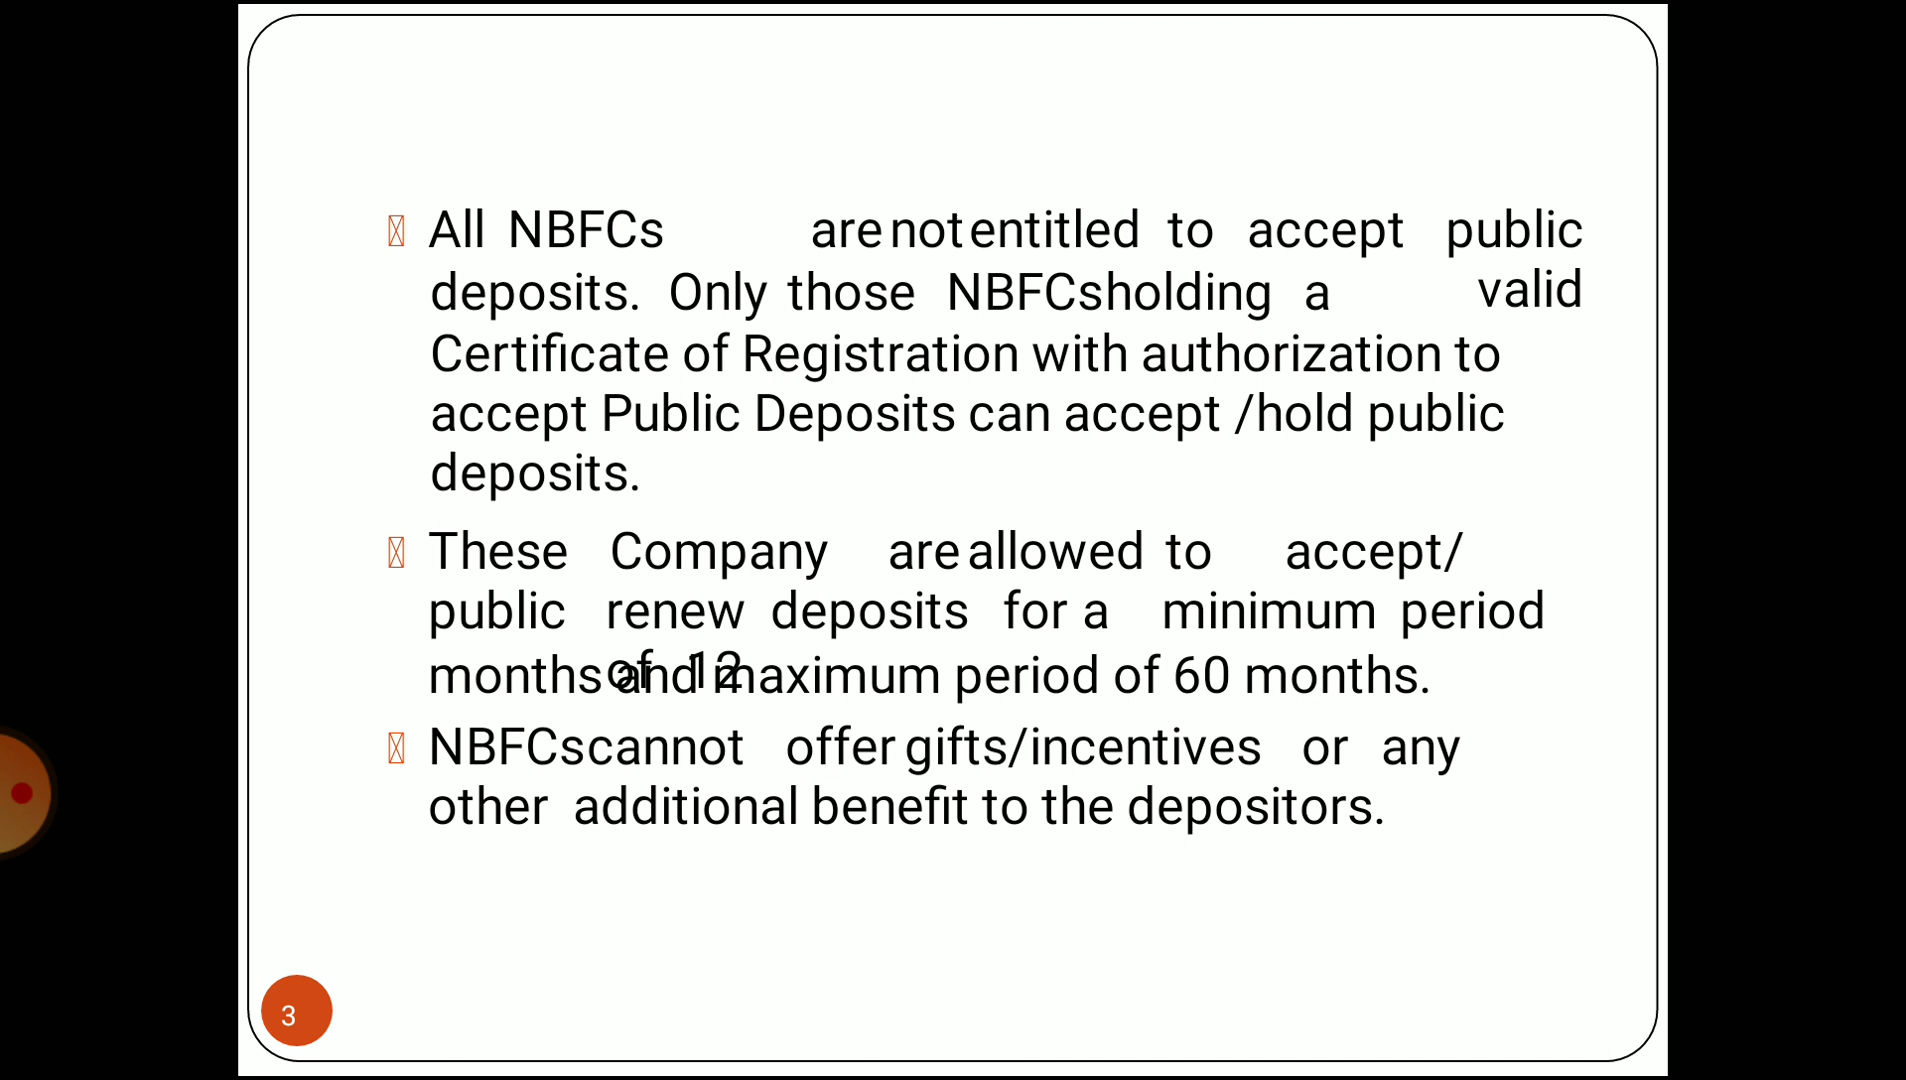 All NBFCs are not entitled to accept public
deposits. Only those NBFCs holding a valid
Certificate of Registration with authorization to
accept Public Deposits can accept /hold public
deposits.
These Company are allowed to accept/
public renew deposits for a minimum period
of 12
months and maximum period of 60 months.
NBFCs cannot offer gifts/incentives or any
other additional benefit to the depositors.
3